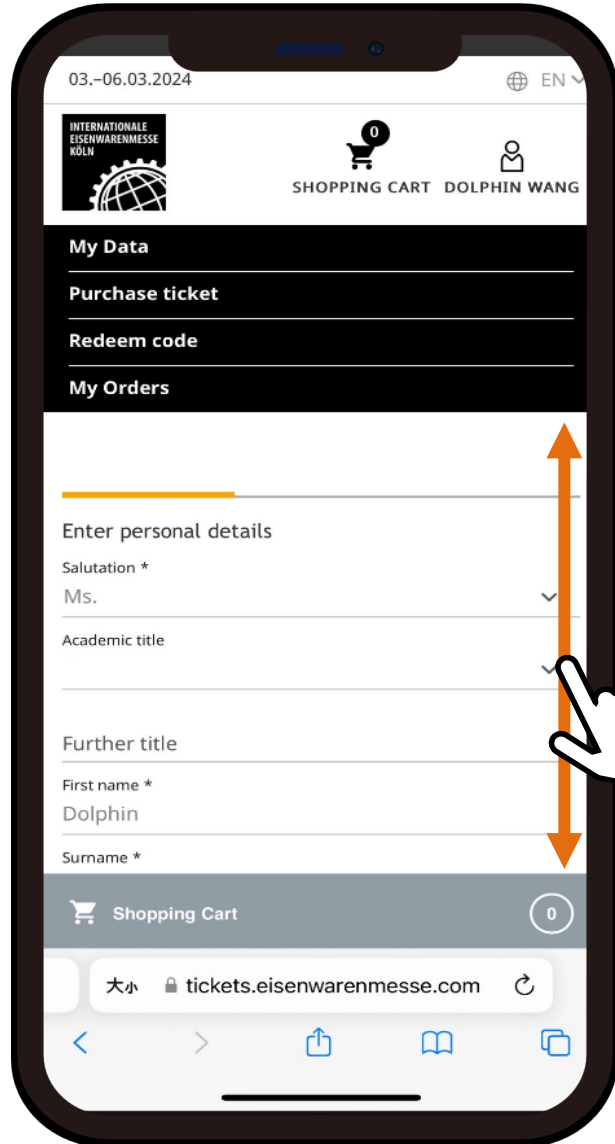 03.–06.03.2024
EN
INTERNATIONALE
EISENWARENMESSE
KÖLN
0
SHOPPING CART
DOLPHIN WANG
My Data
Purchase ticket
Redeem code
My Orders
Enter personal details
Salutation *
Ms.
Academic title
Further title
First name *
Dolphin
Surname *
Shopping Cart
0
大小
tickets.eisenwarenmesse.com